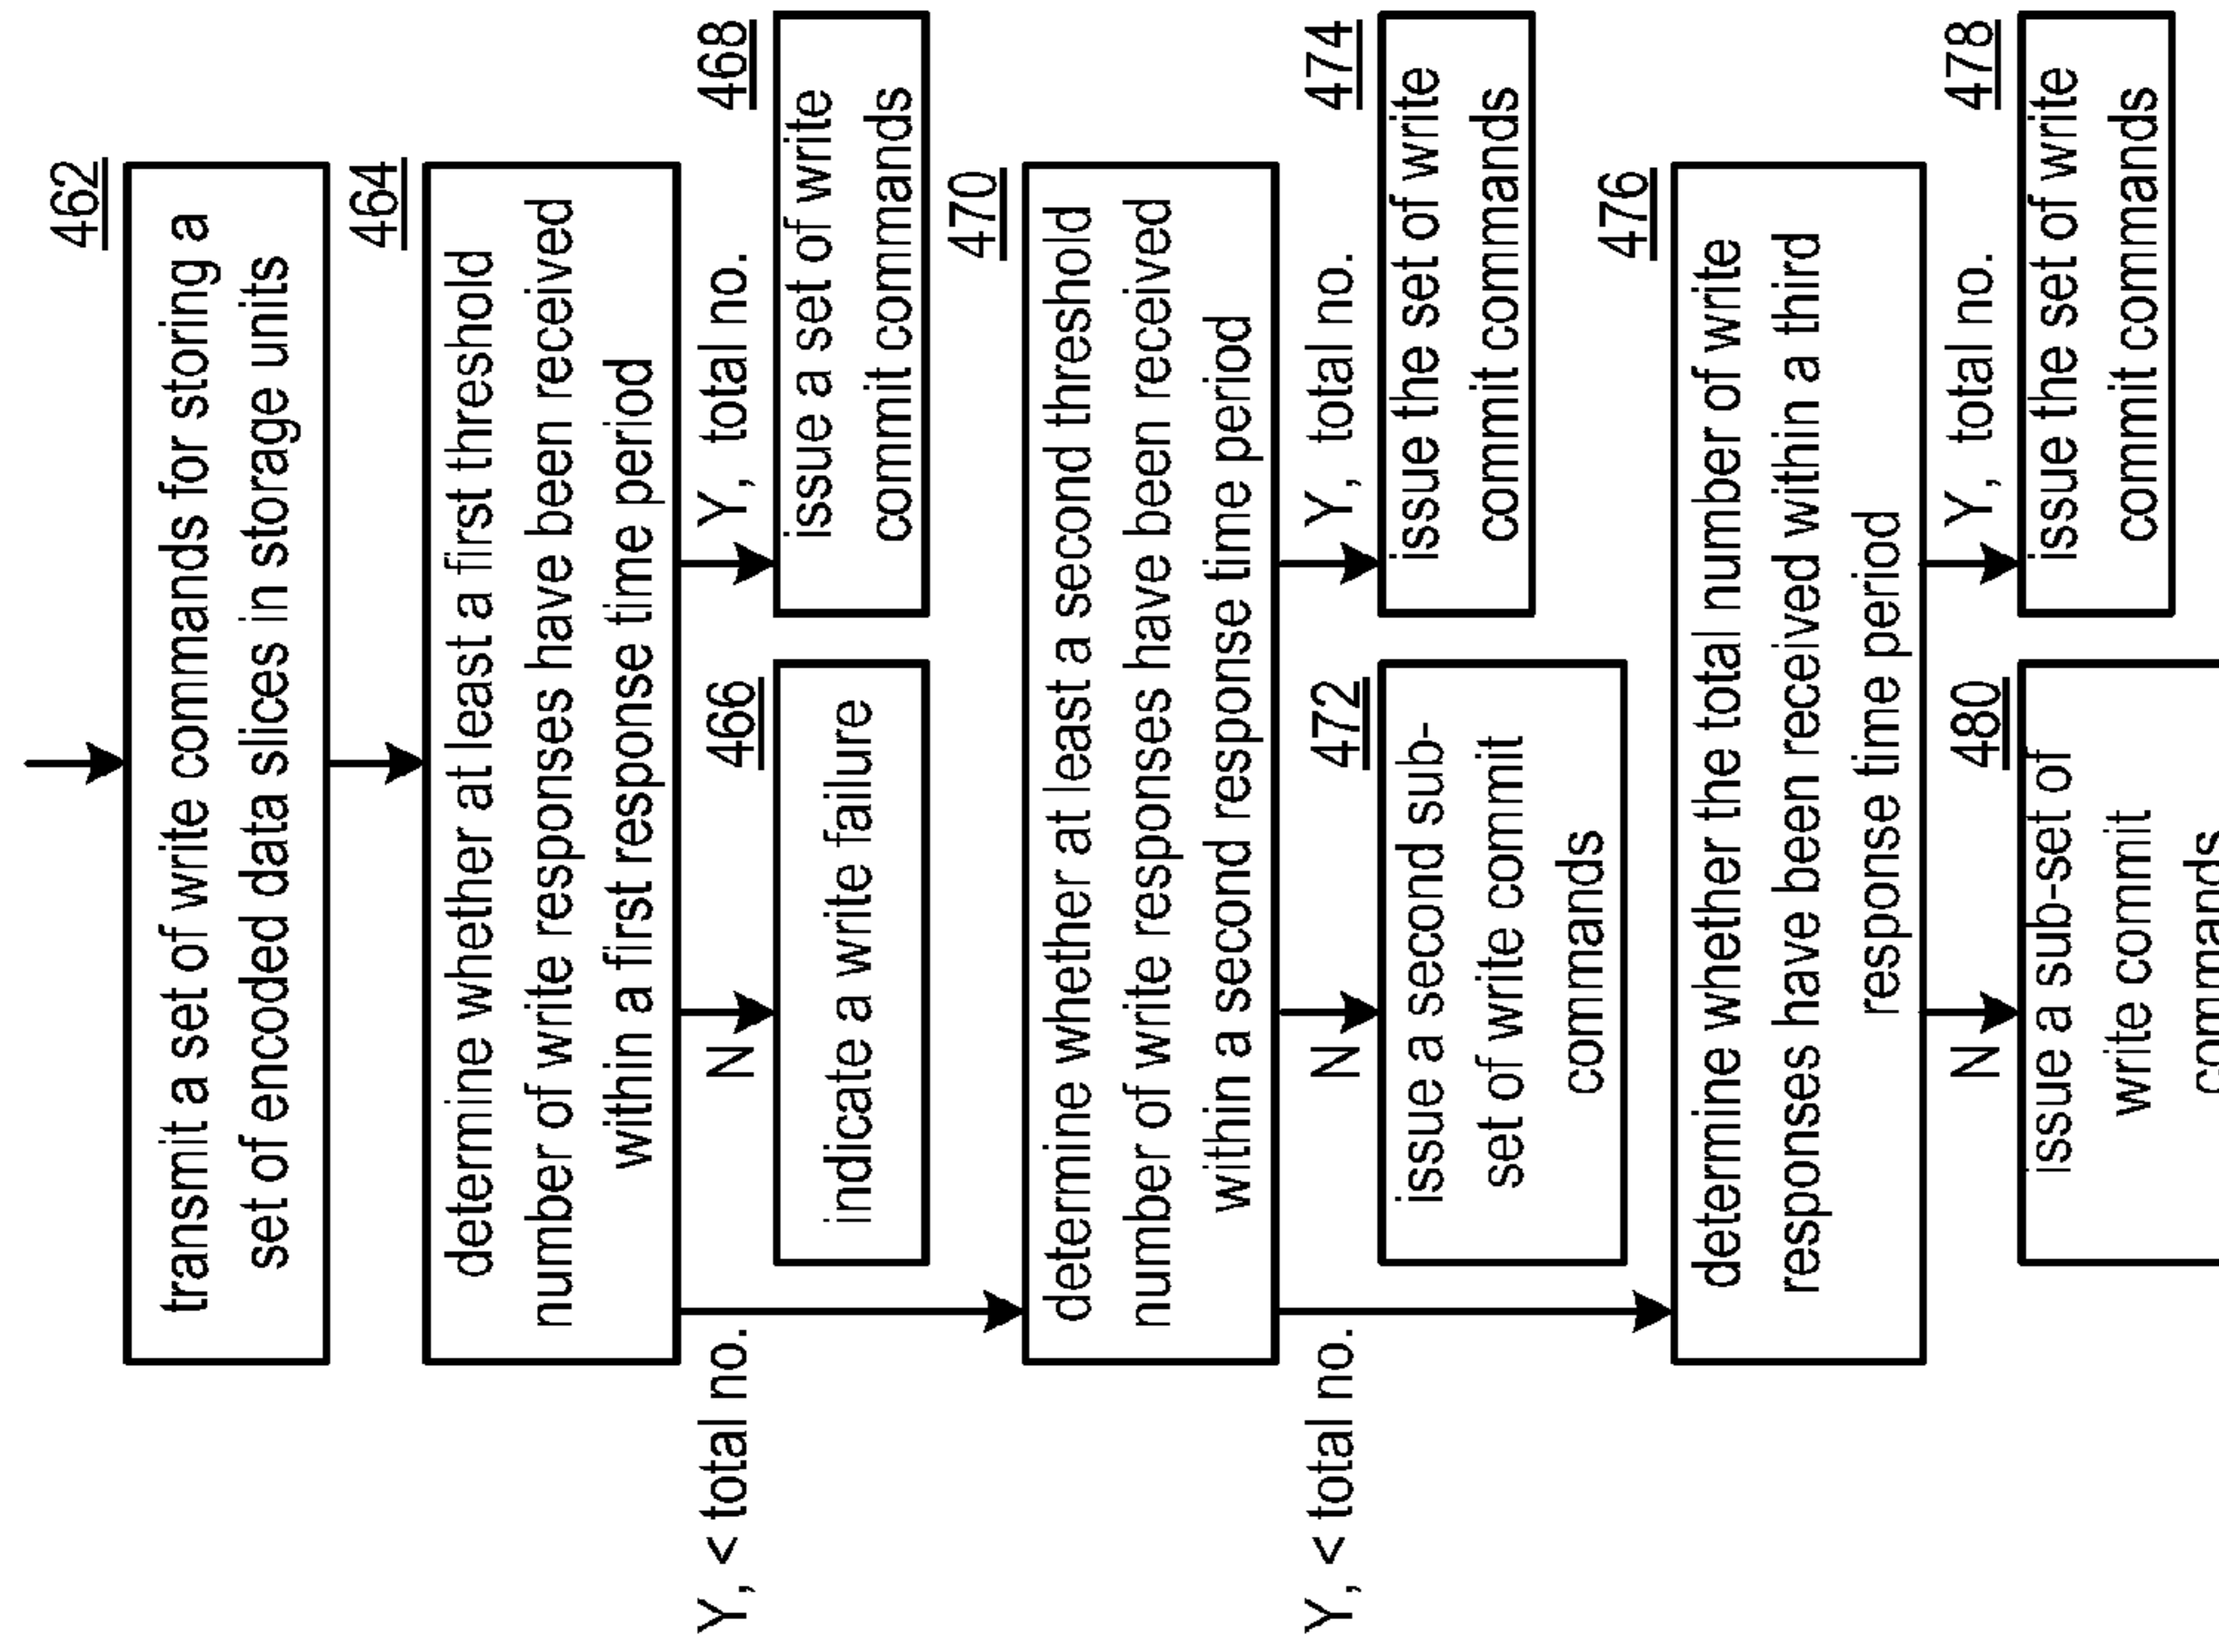 462
transmit a set of write commands for storing a
set of encoded data slices in storage units
464
determine whether at least a first threshold
number of write responses have been received
within a first response time period
Y, < total no.
N
466
Y, total no.
468
indicate a write failure
issue a set of write
commit commands
470
determine whether at least a second threshold
number of write responses have been received
within a second response time period
Y, < total no.
N
472
Y, total no.
474
issue a second sub-
set of write commit
commands
issue the set of write
commit commands
476
determine whether the total number of write
responses have been received within a third
response time period
N
480
Y, total no.
478
issue a sub-set of
write commit
commands
issue the set of write
commit commands